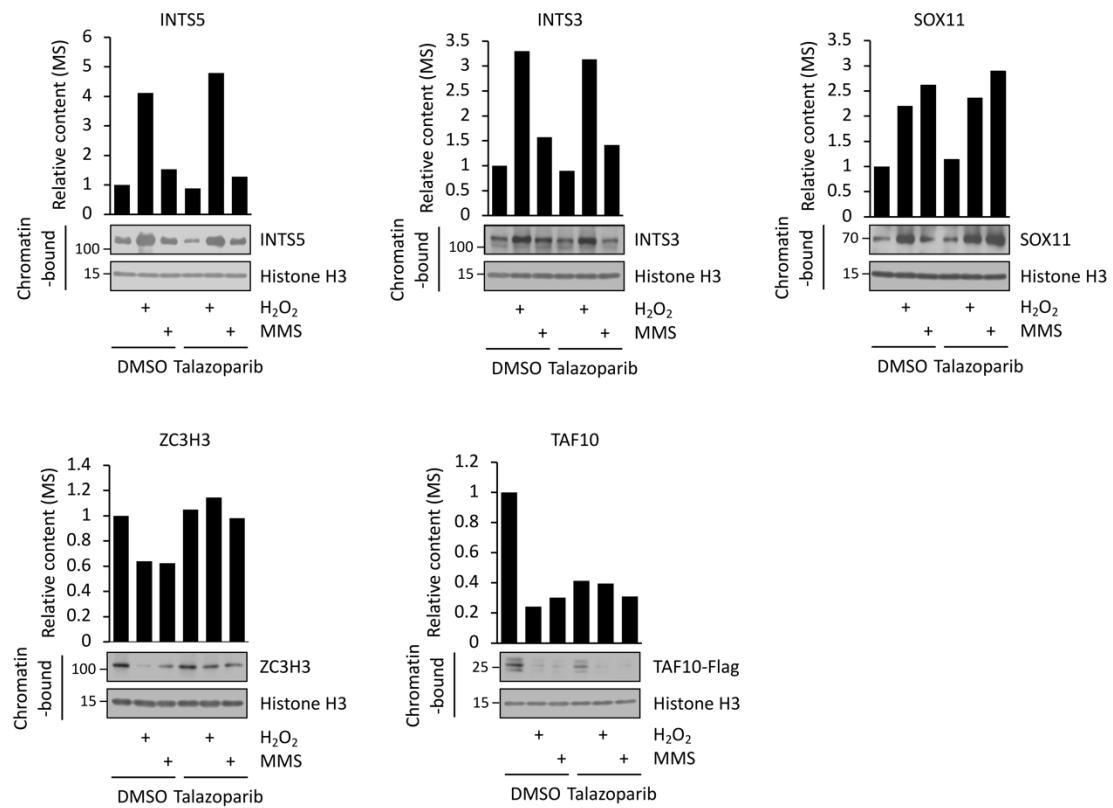 INTS5
Relative content (MS)
6
5
4
3
2
1
0
Chromatin
-bound
100
INTS5
15
Histone H3
+ + H₂O₂
+ + MMS
DMSO Talazoparib
INTS3
Relative content (MS)
3.5
3
2.5
2
1.5
1
0.5
0
Chromatin
-bound
100
INTS3
15
Histone H3
+ + H₂O₂
+ + MMS
DMSO Talazoparib
SOX11
Relative content (MS)
3.5
3
2.5
2
1.5
1
0.5
0
Chromatin
-bound
70
SOX11
15
Histone H3
+ + H₂O₂
+ + MMS
DMSO Talazoparib
ZC3H3
Relative content (MS)
1.4
1.2
1
0.8
0.6
0.4
0.2
0
Chromatin
-bound
100
ZC3H3
15
Histone H3
+ + H₂O₂
+ + MMS
DMSO Talazoparib
TAF10
Relative content (MS)
1.2
1
0.8
0.6
0.4
0.2
0
Chromatin
-bound
25
TAF10-Flag
15
Histone H3
+ + H₂O₂
+ + MMS
DMSO Talazoparib